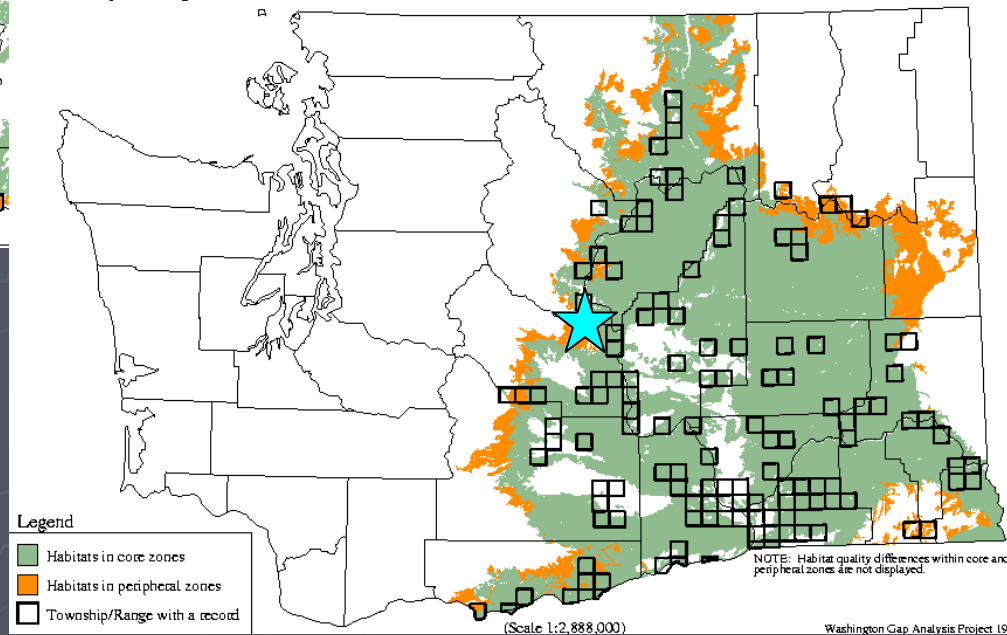 Legend
Habitats in core zones
Habitats in peripheral zones
Township/Range with a record
(Scale 1:2,888,000)
NOTE: Habitat quality differences within core and
peripheral zones are not displayed.
Washington Gap Analysis Project 19